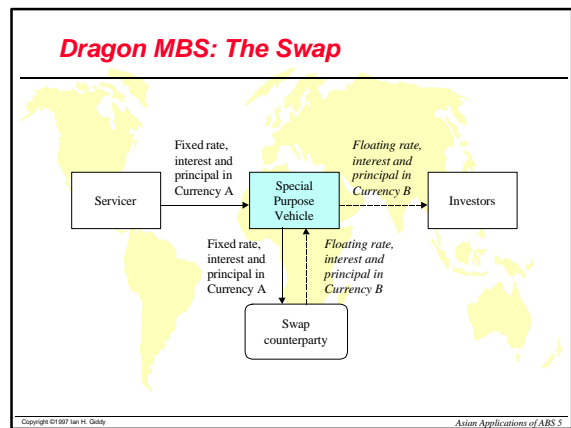 Dragon MBS: The Swap
Fixed rate,
interest and
principal in
Currency A
Floating rate,
interest and
principal in
Currency B
Servicer
Special
Purpose
Vehicle
Investors
Fixed rate,
interest and
principal in
Currency A
Floating rate,
interest and
principal in
Currency B
Swap
counterparty
Copyright ©1997 Ian H. Giddy
Asian Applications of ABS 5